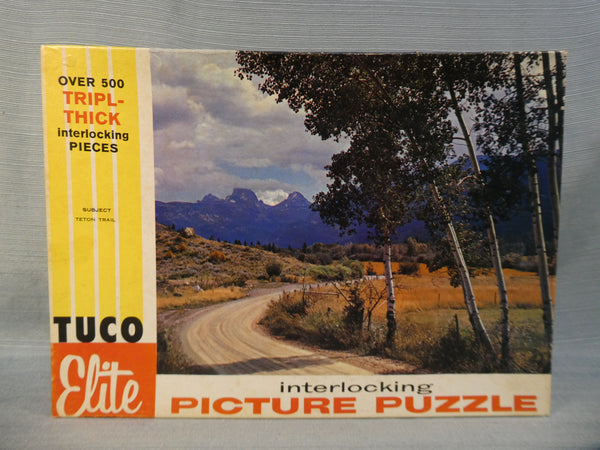 OVER 500
TRIPL-
THICK
interlocking
PIECES
SUBJECT
TETON TRAIL
TUCO
Elite
interlocking
PICTURE PUZZLE